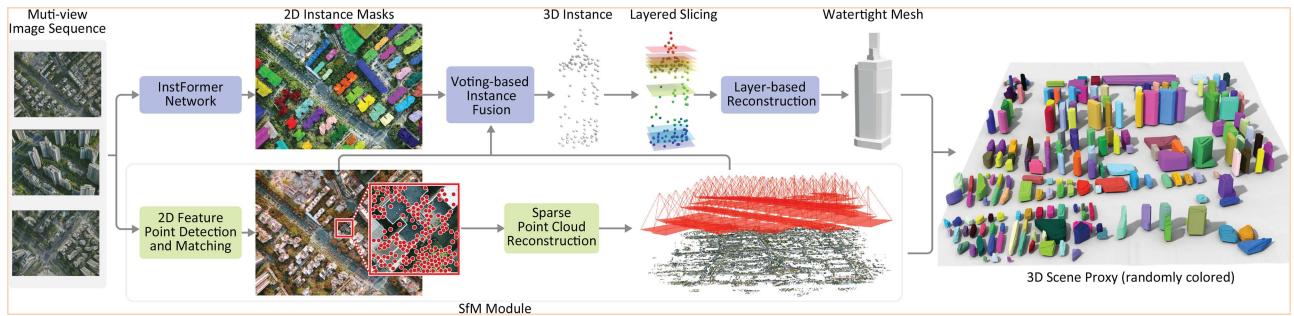 Muti-view
Image Sequence
2D Instance Masks
3D Instance
Layered Slicing
Watertight Mesh
InstFormer
Network
Voting-based
Instance
Fusion
Layer-based
Reconstruction
2D Feature
Point Detection
and Matching
Sparse
Point Cloud
Reconstruction
SfM Module
3D Scene Proxy (randomly colored)